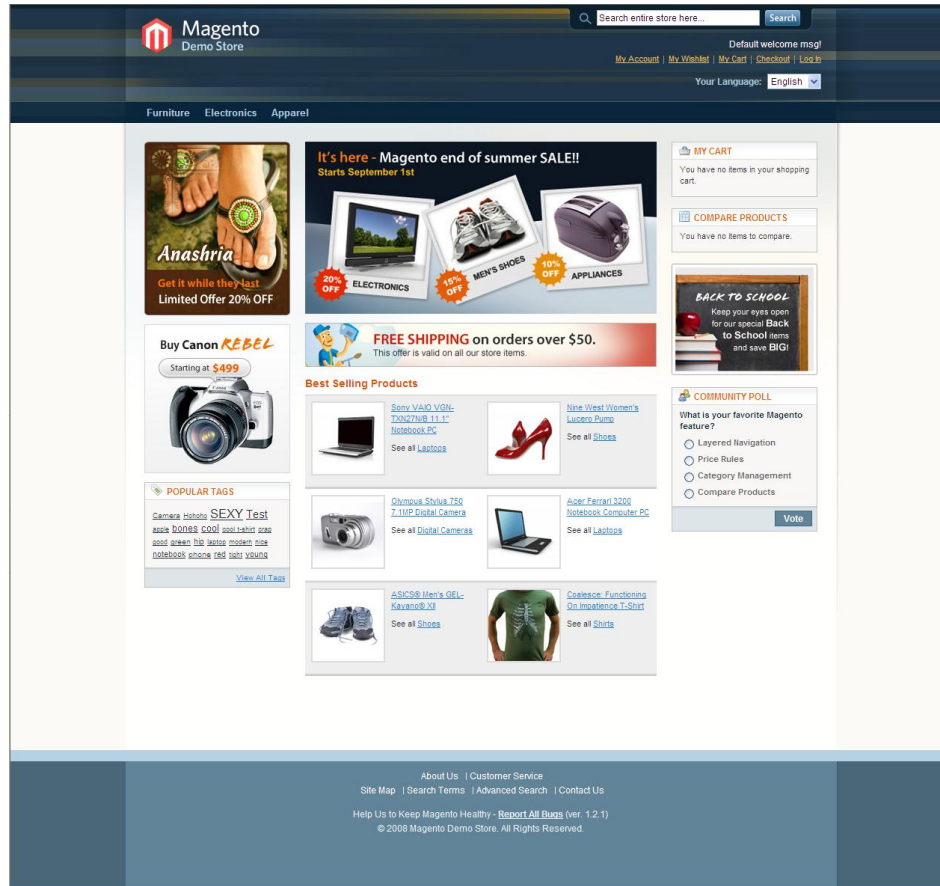 Magento
Demo Store
Search entire store here...
Search
Default welcome msg!
My Account | My Wishlist | My Cart | Checkout | Log In
Your Language: English
Furniture Electronics Apparel
Anashria
Get it while they last
Limited Offer 20% OFF
Buy Canon REBEL
Starting at $499
Canon
POPULAR TAGS
Camera Hohoho SEXY Test
apple bones cool cool t-shirt crap
good green hip laptop modern nice
notebook phone red tight young
View All Tags
It's here - Magento end of summer SALE!!
Starts September 1st
20% OFF
ELECTRONICS
15% OFF
MEN'S SHOES
10% OFF
APPLIANCES
FREE SHIPPING on orders over $50.
This offer is valid on all our store items.
Best Selling Products
Sony VAIO VGN-
TXN27N/B 11.1"
Notebook PC
See all Laptops
Nine West Women's
Lucero Pump
See all Shoes
Olympus Stylus 750
7.1MP Digital Camera
See all Digital Cameras
Acer Ferrari 3200
Notebook Computer PC
See all Laptops
ASICS® Men's GEL-
Kayano® XII
See all Shoes
Coalesce: Functioning
On Impatience T-Shirt
See all Shirts
MY CART
You have no items in your shopping
cart.
COMPARE PRODUCTS
You have no items to compare.
BACK TO SCHOOL
Keep your eyes open
for our special Back
to School items
and save BIG!
COMMUNITY POLL
What is your favorite Magento
feature?
Layered Navigation
Price Rules
Category Management
Compare Products
Vote
About Us | Customer Service
Site Map | Search Terms | Advanced Search | Contact Us
Help Us to Keep Magento Healthy - Report All Bugs (ver. 1.2.1)
© 2008 Magento Demo Store. All Rights Reserved.